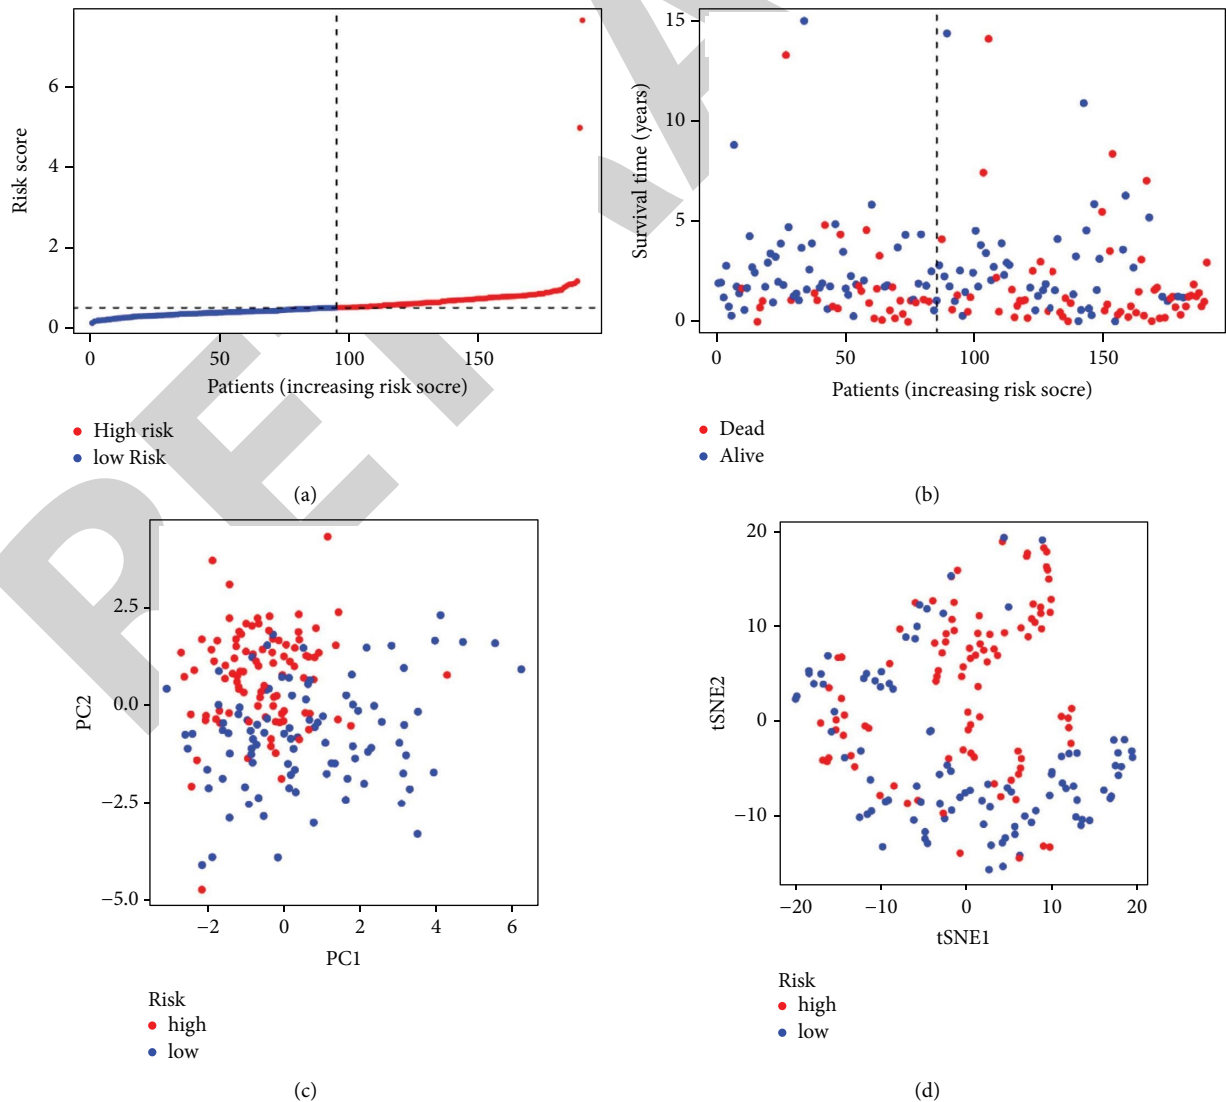 Risk score
6
4
2
0
0 50 100 150
Patients (increasing risk socre)
High risk
low Risk
(a)
Survival time (years)
15
10
5
0
0 50 100 150
Patients (increasing risk socre)
Dead
Alive
(b)
PC2
2.5
0.0
−2.5
−5.0
−2 0 2 4 6
PC1
Risk
high
low
(c)
tSNE2
20
10
0
−10
−20 −10 0 10 20
tSNE1
Risk
high
low
(d)